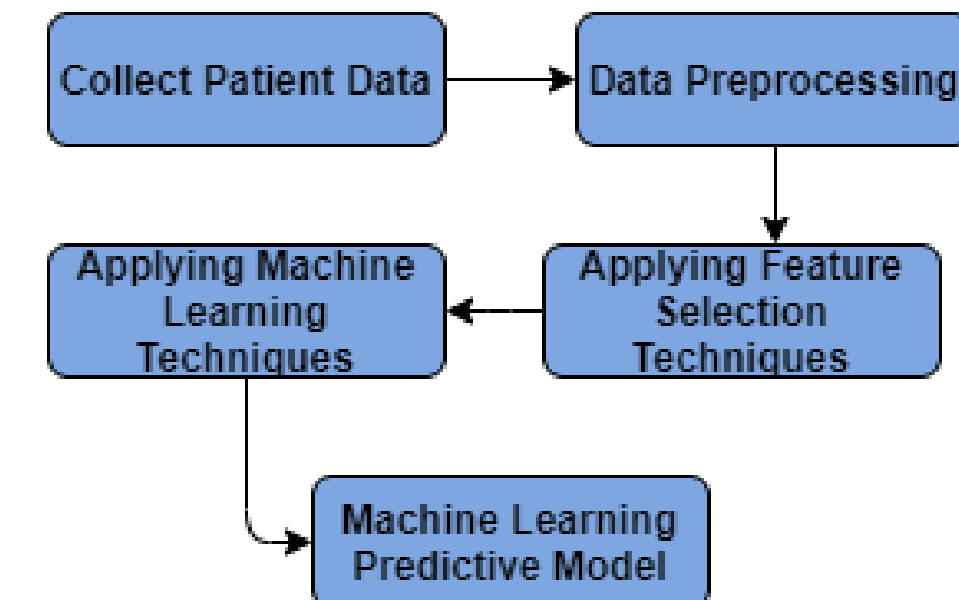 Collect Patient Data
Data Preprocessing
Applying Feature
Selection
Techniques
Applying Machine
Learning
Techniques
Machine Learning
Predictive Model